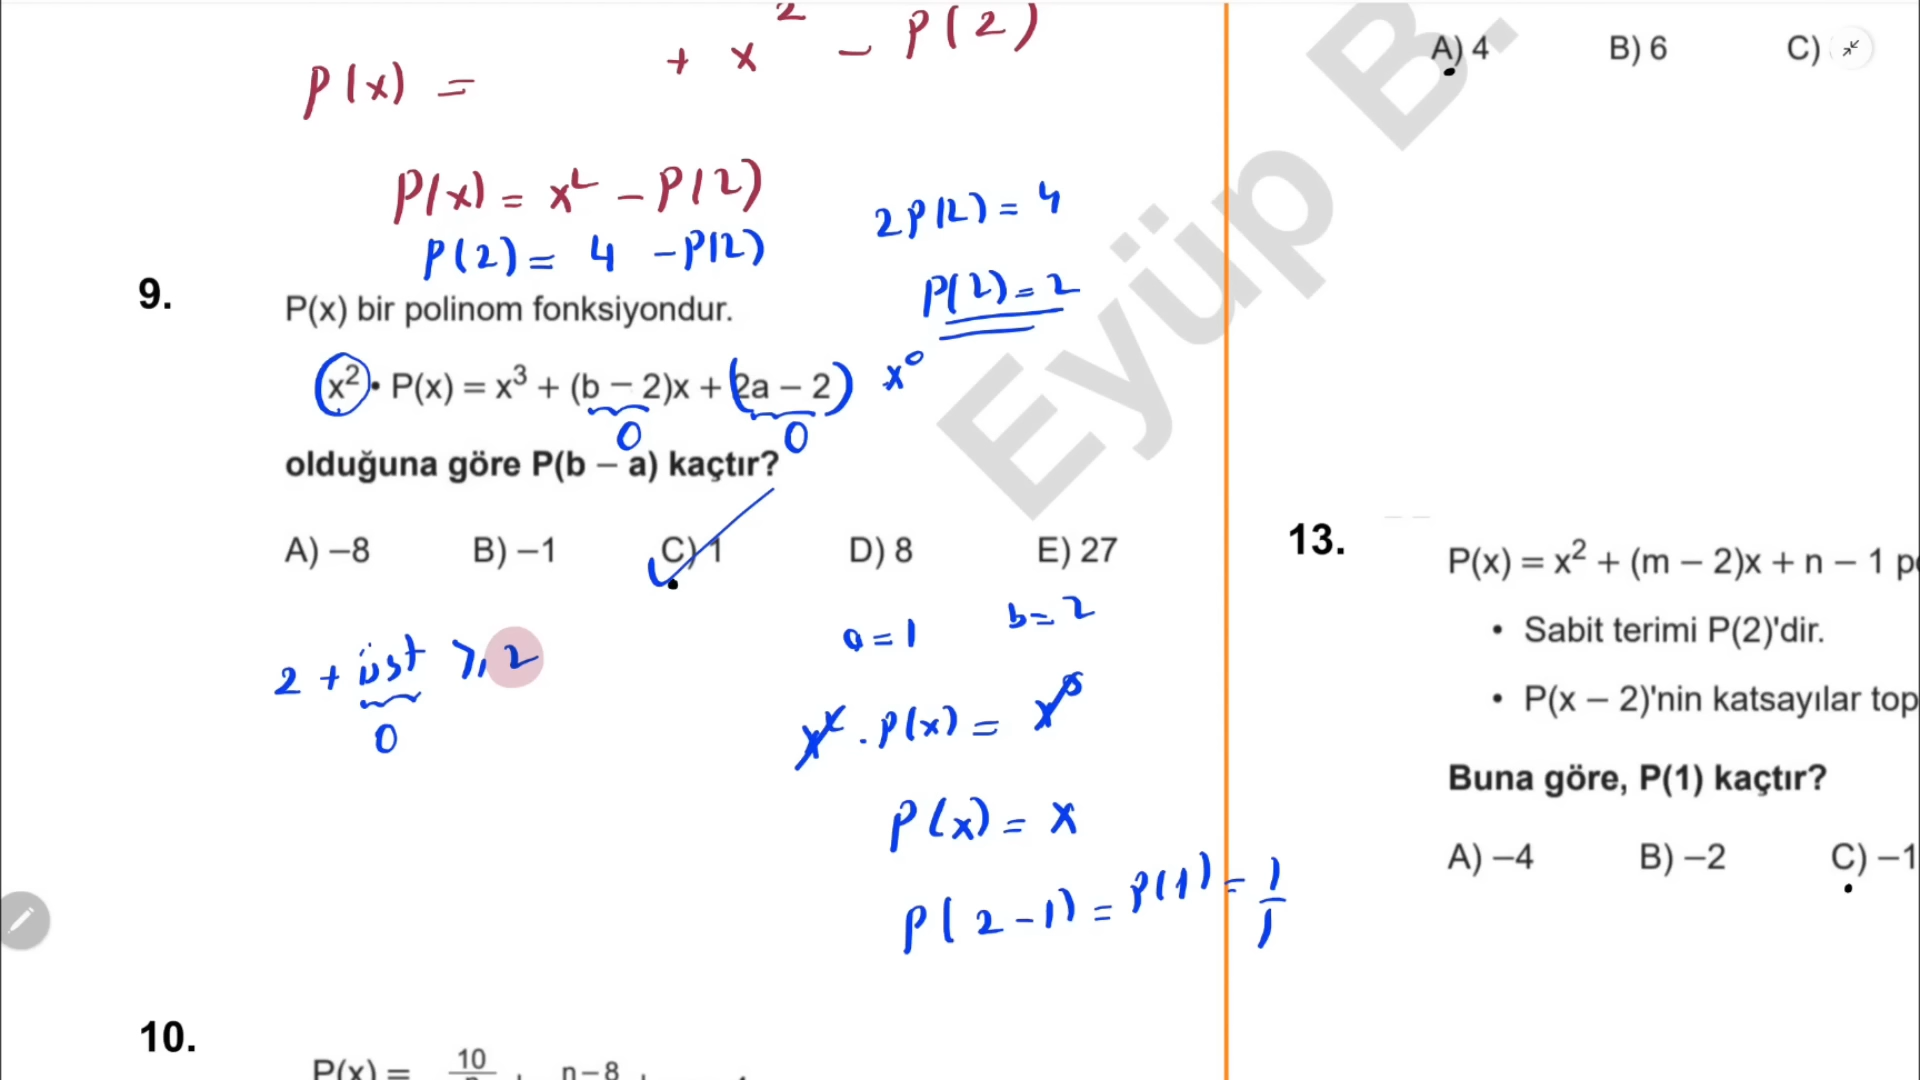 P(x) = + x² - P(2)
P(x) = x² - P(2)
P(2) = 4 - P(2)
2P(2) = 4
P(2) = 2
9.
P(x) bir polinom fonksiyondur.
x² • P(x) = x³ + (b – 2)x + (2a – 2) x⁰
0 0
olduğuna göre P(b – a) kaçtır?
A) –8 B) –1 C) 1 D) 8 E) 27
2 + üst ≥ 2
0
a = 1 b = 2
x² . P(x) = x³
P(x) = x
P(2-1) = P(1) = 1
10.
P(x) = 10 n–8
A) 4 B) 6 C)
13.
P(x) = x² + (m – 2)x + n – 1
• Sabit terimi P(2)'dir.
• P(x – 2)'nin katsayılar top
Buna göre, P(1) kaçtır?
A) –4 B) –2 C) –1
Eyüp B.